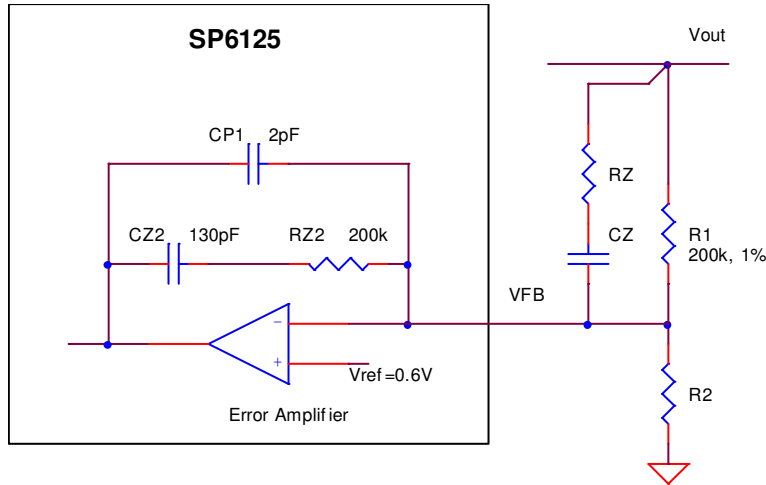 SP6125
Vout
CP1 2pF
RZ
CZ2 130pF RZ2 200k
CZ
R1
200k, 1%
VFB
−
+
Vref=0.6V
R2
Error Amplifier